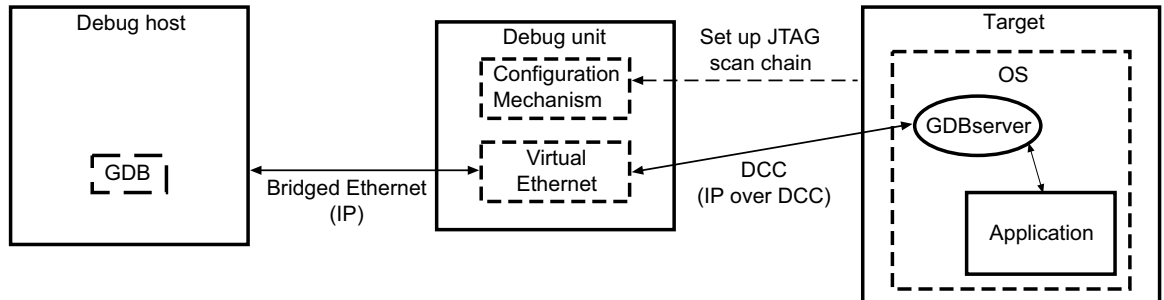 Debug host
GDB
Bridged Ethernet
(IP)
Debug unit
Configuration
Mechanism
Virtual
Ethernet
Set up JTAG
scan chain
DCC
(IP over DCC)
Target
OS
GDBserver
Application